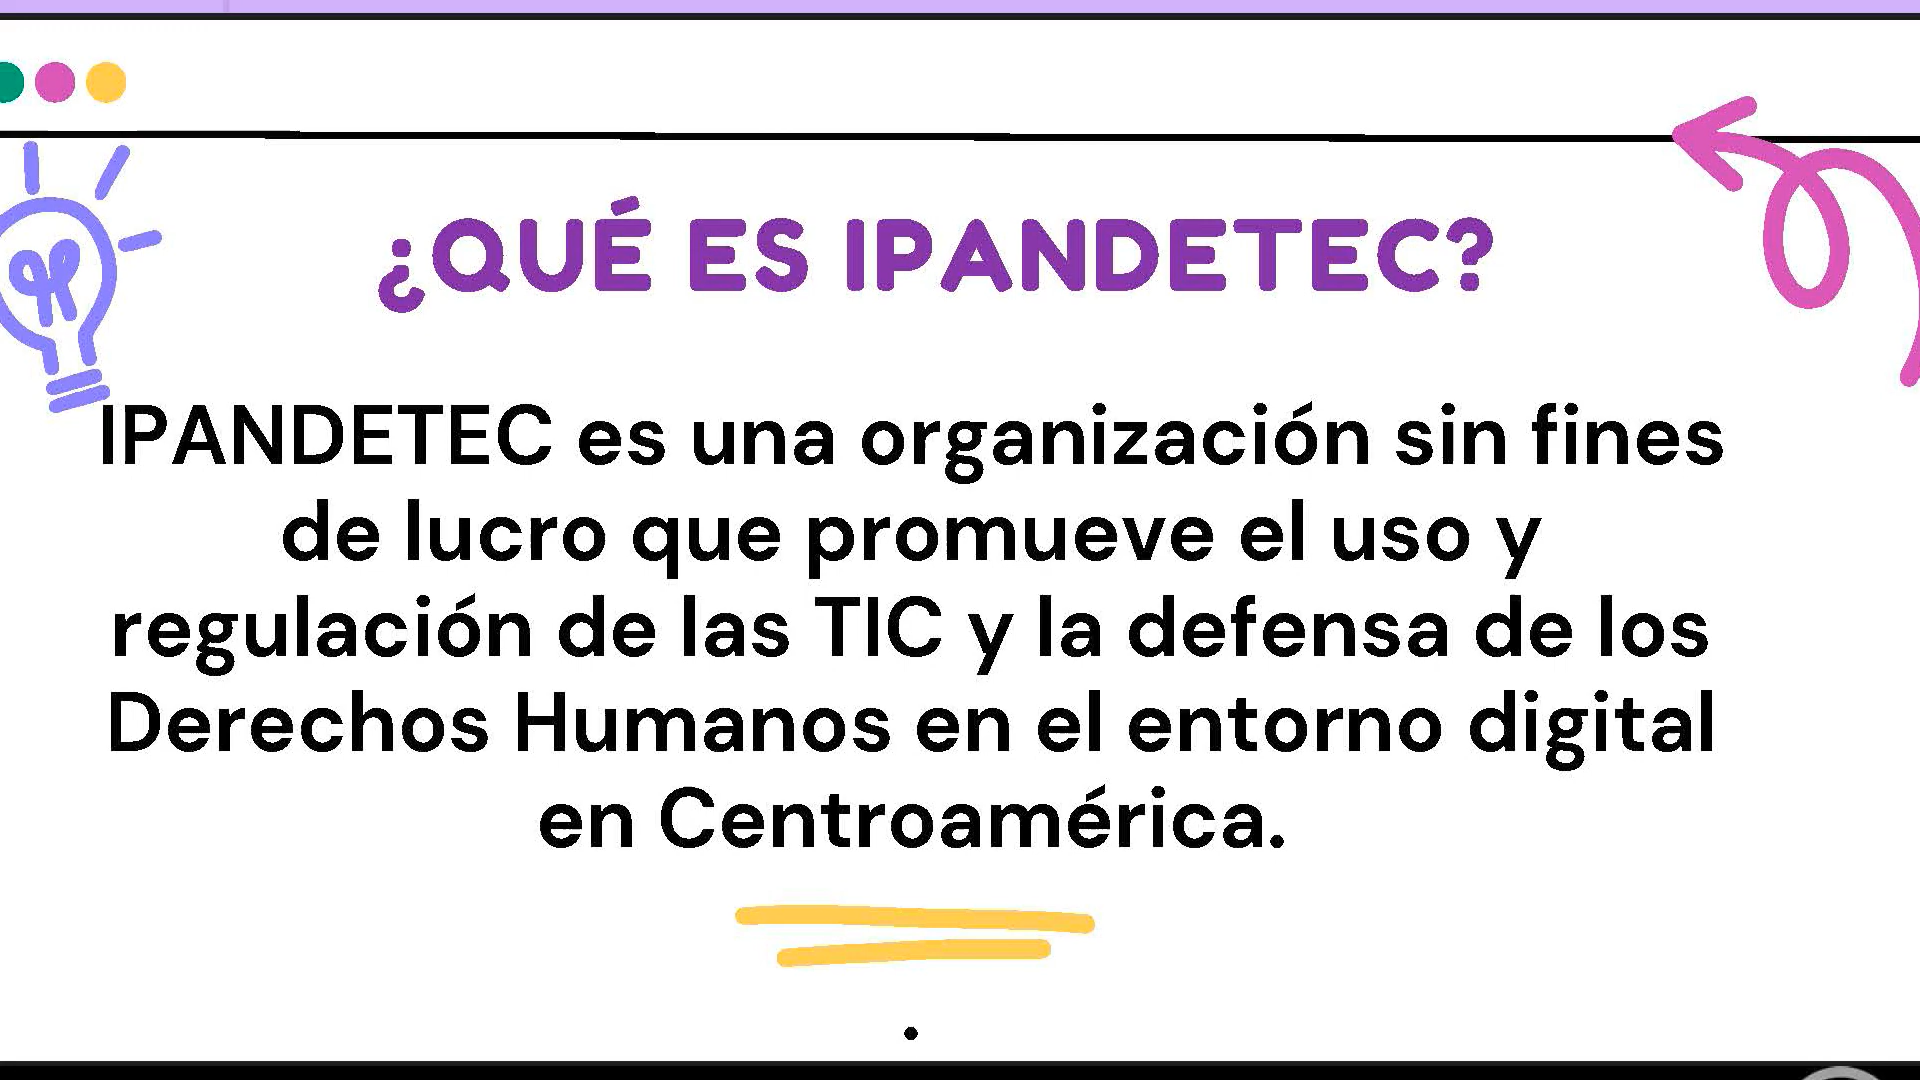 ¿QUÉ ES IPANDETEC?
IPANDETEC es una organización sin fines
de lucro que promueve el uso y
regulación de las TIC y la defensa de los
Derechos Humanos en el entorno digital
en Centroamérica.
.